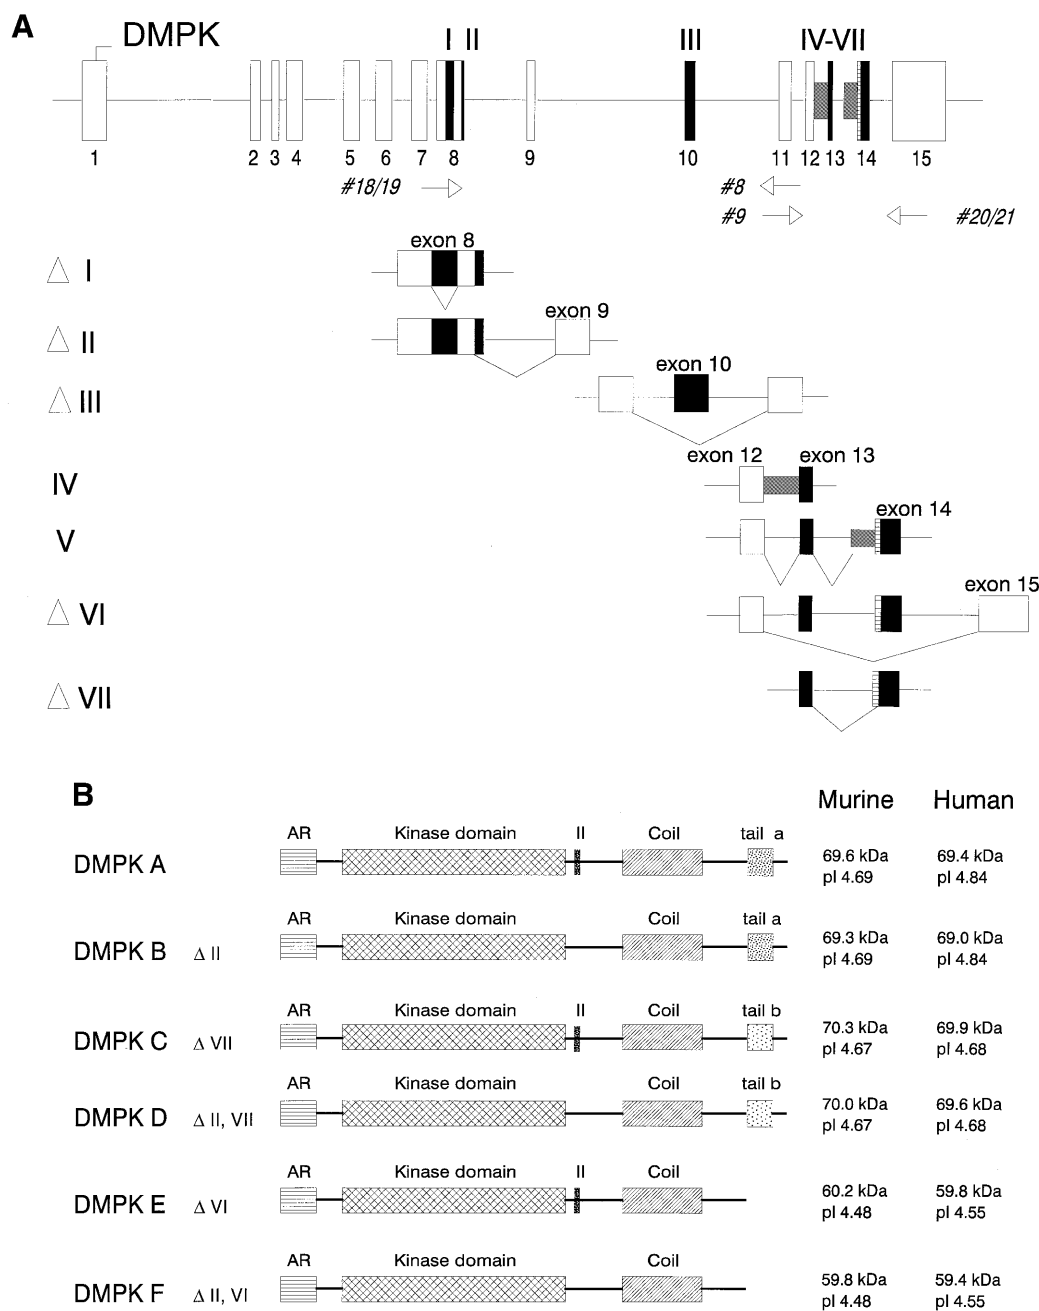 A
DMPK
I II III IV-VII
1 2 3 4 5 6 7 8 9 10 11 12 13 14 15
#18/19 #8
#9 #20/21
exon 8
Δ I
exon 9
Δ II
exon 10
Δ III
exon 12 exon 13
IV
exon 14
V
exon 15
Δ VI
Δ VII
B
Murine Human
AR Kinase domain II Coil tail a
DMPK A
69.6 kDa 69.4 kDa
pI 4.69 pI 4.84
AR Kinase domain Coil tail a
DMPK B Δ II
69.3 kDa 69.0 kDa
pI 4.69 pI 4.84
AR Kinase domain II Coil tail b
DMPK C Δ VII
70.3 kDa 69.9 kDa
pI 4.67 pI 4.68
AR Kinase domain Coil tail b
DMPK D Δ II, VII
70.0 kDa 69.6 kDa
pI 4.67 pI 4.68
AR Kinase domain II Coil
DMPK E Δ VI
60.2 kDa 59.8 kDa
pI 4.48 pI 4.55
AR Kinase domain Coil
DMPK F Δ II, VI
59.8 kDa 59.4 kDa
pI 4.48 pI 4.55